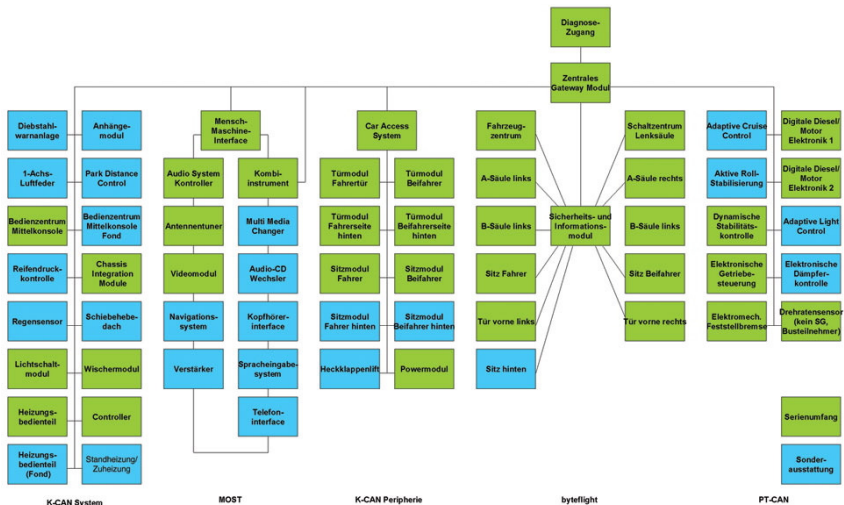 Diagnose-
Zugang
Zentrales
Gateway Modul
Diebstahl-
warnanlage
Anhänge-
modul
1-Achs-
Luftfeder
Park Distance
Control
Bedienzentrum
Mittelkonsole
Bedienzentrum
Mittelkonsole
Fond
Reifendruck-
kontrolle
Chassis
Integration
Module
Regensensor
Schiebehebe-
dach
Lichtschalt-
modul
Wischermodul
Heizungs-
bedienteil
Controller
Heizungs-
bedienteil
(Fond)
Standheizung/
Zuheizung
K-CAN System
Mensch-
Maschine-
Interface
Audio System
Kontroller
Kombi-
instrument
Antennentuner
Multi Media
Changer
Videomodul
Audio-CD
Wechsler
Navigations-
system
Kopfhörer-
interface
Verstärker
Spracheingabe-
system
Telefon-
interface
MOST
Car Access
System
Türmodul
Fahrertür
Türmodul
Beifahrer
Türmodul
Fahrerseite
hinten
Türmodul
Beifahrerseite
hinten
Sitzmodul
Fahrer
Sitzmodul
Beifahrer
Sitzmodul
Fahrer hinten
Sitzmodul
Beifahrer hinten
Heckklappenlift
Powermodul
K-CAN Peripherie
Fahrzeug-
zentrum
Schaltzentrum
Lenksäule
A-Säule links
A-Säule rechts
B-Säule links
Sicherheits- und
Informations-
modul
B-Säule links
Sitz Fahrer
Sitz Beifahrer
Tür vorne links
Tür vorne rechts
Sitz hinten
byteflight
Adaptive Cruise
Control
Digitale Diesel/
Motor
Elektronik 1
Aktive Roll-
Stabilisierung
Digitale Diesel/
Motor
Elektronik 2
Dynamische
Stabilitäts-
kontrolle
Adaptive Light
Control
Elektronische
Getriebe-
steuerung
Elektronische
Dämpfer-
kontrolle
Elektromech.
Feststellbremse
Drehratensensor
(kein SG,
Busteilnehmer)
Serienumfang
Sonder-
ausstattung
PT-CAN